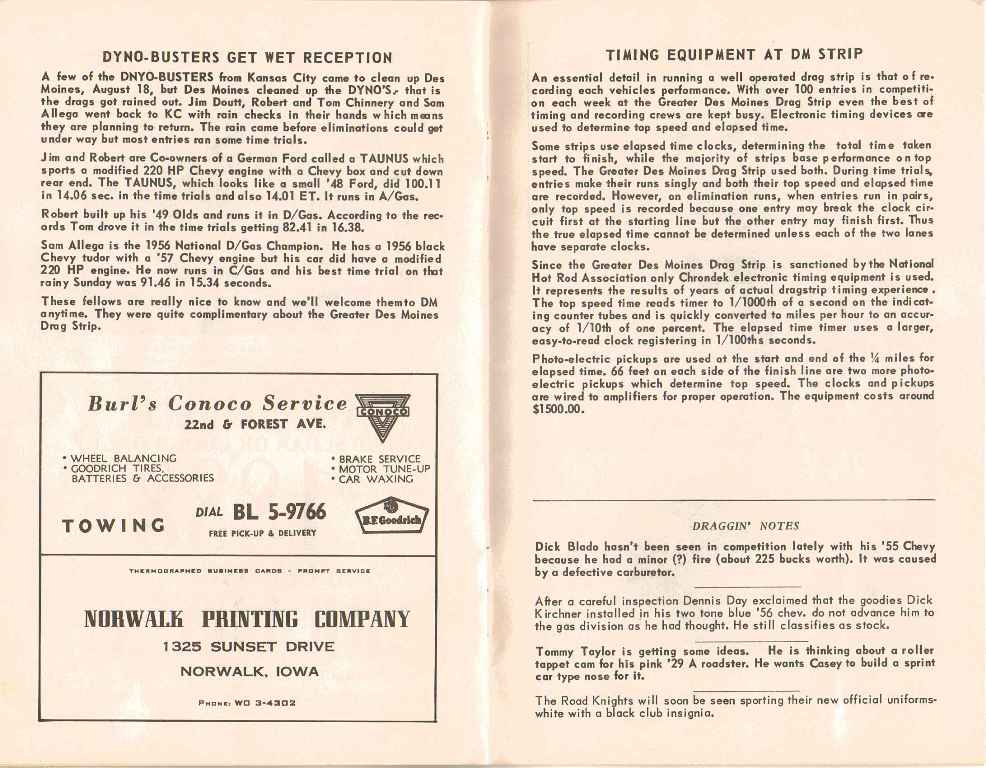 DYNO-BUSTERS GET WET RECEPTION
A few of the DNYO-BUSTERS from Kansas City came to clean up Des
Moines, August 18, but Des Moines cleaned up the DYNO'S, that is
the drags got rained out. Jim Doutt, Robert and Tom Chinnery and Sam
Allega went back to KC with rain checks in their hands which means
they are planning to return. The rain came before eliminations could get
under way but most entries ran some time trials.
Jim and Robert are Co-owners of a German Ford called a TAUNUS which
sports a modified 220 HP Chevy engine with a Chevy box and cut down
rear end. The TAUNUS, which looks like a small '48 Ford, did 100.11
in 14.06 sec. in the time trials and also 14.01 ET. It runs in A/Gas.
Robert built up his '49 Olds and runs it in D/Gas. According to the rec-
ords Tom drove it in the time trials getting 82.41 in 16.38.
Sam Allega is the 1956 National D/Gas Champion. He has a 1956 black
Chevy tudor with a '57 Chevy engine but his car did have a modified
220 HP engine. He now runs in C/Gas and his best time trial on that
rainy Sunday was 91.46 in 15.34 seconds.
These fellows are really nice to know and we'll welcome them to DM
anytime. They were quite complimentary about the Greater Des Moines
Drag Strip.
Burl's Conoco Service
CONOCO
22nd & FOREST AVE.
• WHEEL BALANCING
• GOODRICH TIRES,
BATTERIES & ACCESSORIES
• BRAKE SERVICE
• MOTOR TUNE-UP
• CAR WAXING
TOWING
DIAL BL 5-9766
FREE PICK-UP & DELIVERY
B.F. Goodrich
THERMOGRAPHED BUSINESS CARDS - PROMPT SERVICE
NORWALK PRINTING COMPANY
1325 SUNSET DRIVE
NORWALK, IOWA
PHONE: WO 3-4302
TIMING EQUIPMENT AT DM STRIP
An essential detail in running a well operated drag strip is that of re-
cording each vehicles performance. With over 100 entries in competiti-
on each week at the Greater Des Moines Drag Strip even the best of
timing and recording crews are kept busy. Electronic timing devices are
used to determine top speed and elapsed time.
Some strips use elapsed time clocks, determining the total time taken
start to finish, while the majority of strips base performance on top
speed. The Greater Des Moines Drag Strip used both. During time trials,
entries make their runs singly and both their top speed and elapsed time
are recorded. However, on elimination runs, when entries run in pairs,
only top speed is recorded because one entry may break the clock cir-
cuit first at the starting line but the other entry may finish first. Thus
the true elapsed time cannot be determined unless each of the two lanes
have separate clocks.
Since the Greater Des Moines Drag Strip is sanctioned by the National
Hot Rod Association only Chrondek electronic timing equipment is used.
It represents the results of years of actual dragstrip timing experience.
The top speed time reads timer to 1/1000th of a second on the indicat-
ing counter tubes and is quickly converted to miles per hour to an accur-
acy of 1/10th of one percent. The elapsed time timer uses a larger,
easy-to-read clock registering in 1/100ths seconds.
Photo-electric pickups are used at the start and end of the ¼ miles for
elapsed time. 66 feet on each side of the finish line are two more photo-
electric pickups which determine top speed. The clocks and pickups
are wired to amplifiers for proper operation. The equipment costs around
$1500.00.
DRAGGIN' NOTES
Dick Blado hasn't been seen in competition lately with his '55 Chevy
because he had a minor (?) fire (about 225 bucks worth). It was caused
by a defective carburetor.
After a careful inspection Dennis Day exclaimed that the goodies Dick
Kirchner installed in his two tone blue '56 chev. do not advance him to
the gas division as he had thought. He still classifies as stock.
Tommy Taylor is getting some ideas. He is thinking about a roller
tappet cam for his pink '29 A roadster. He wants Casey to build a sprint
car type nose for it.
The Road Knights will soon be seen sporting their new official uniforms-
white with a black club insignia.